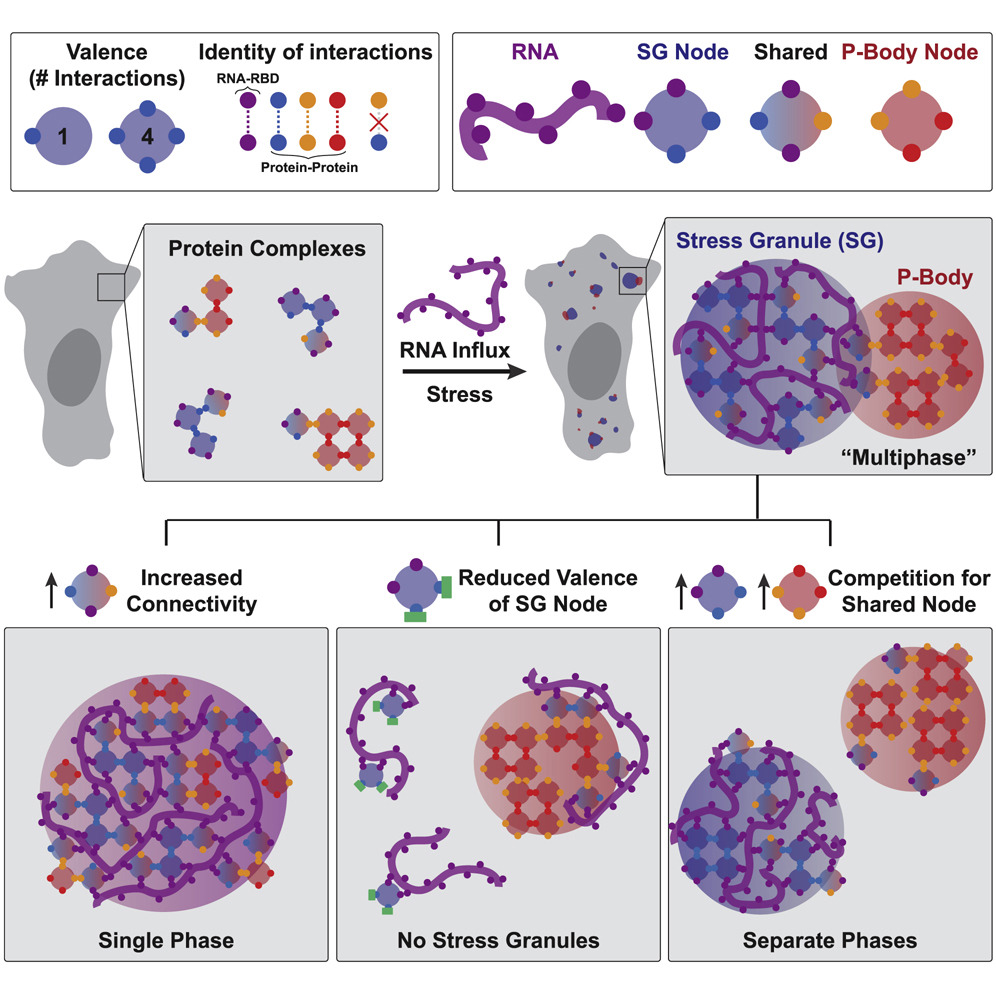 Valence
(# Interactions)
1
4
Identity of interactions
RNA-RBD
Protein-Protein
RNA
SG Node
Shared
P-Body Node
Protein Complexes
RNA Influx
Stress
Stress Granule (SG)
P-Body
“Multiphase”
Increased
Connectivity
Reduced Valence
of SG Node
Competition for
Shared Node
Single Phase
No Stress Granules
Separate Phases